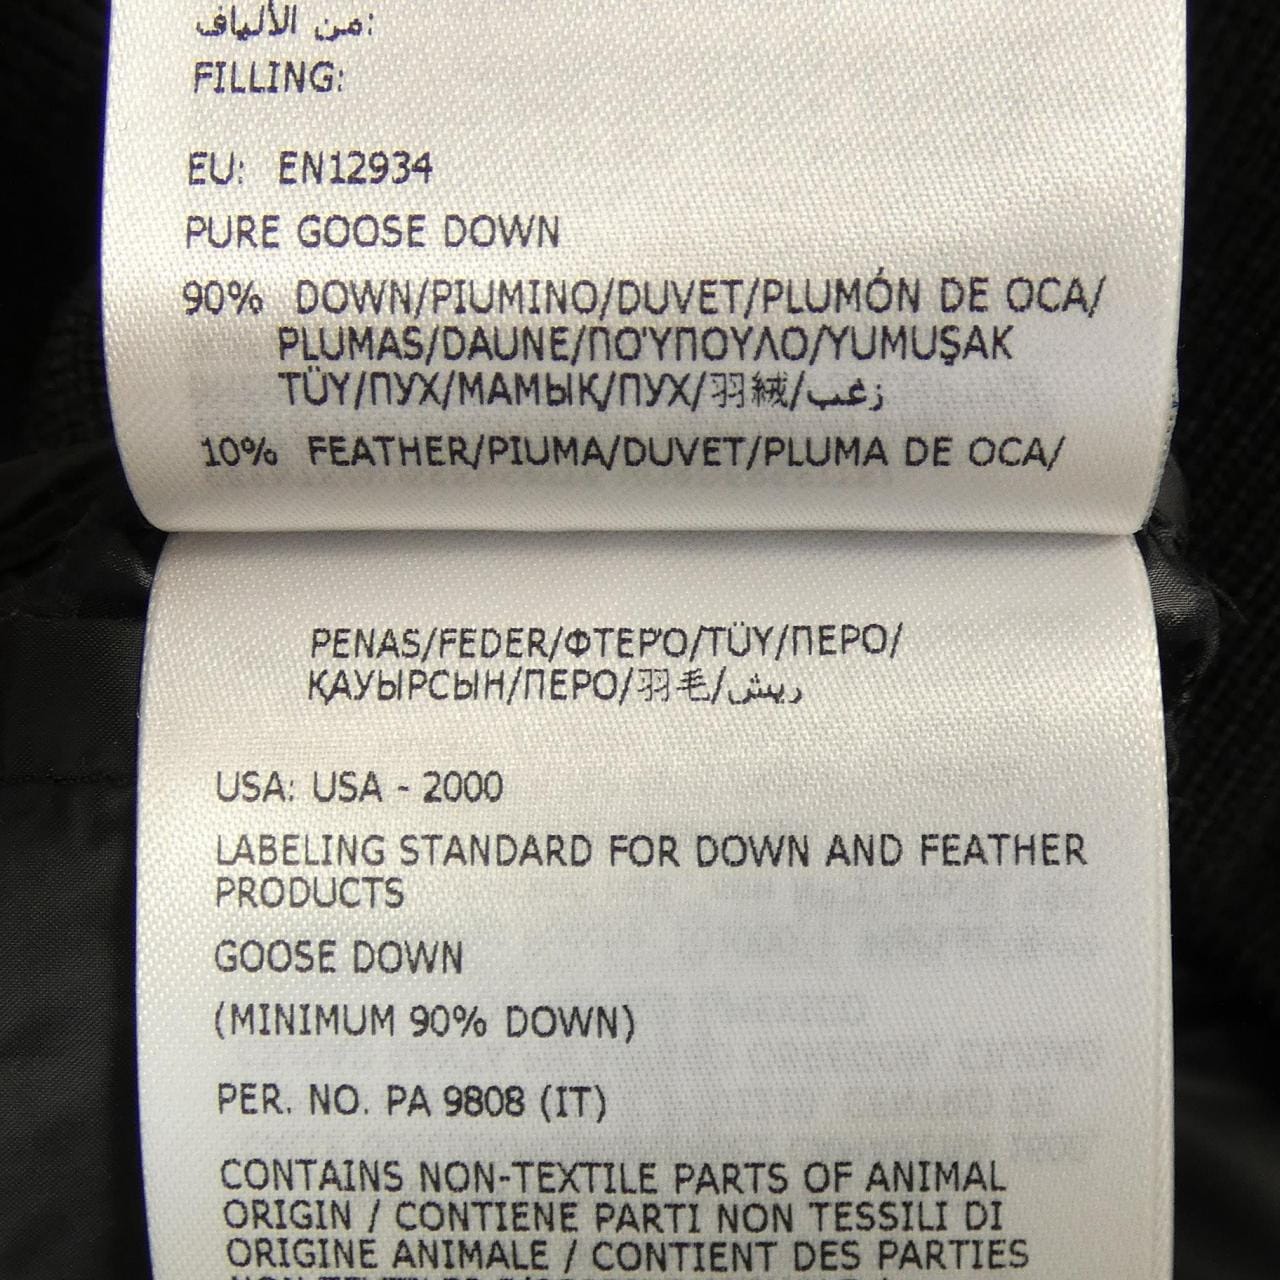 من الألياف:
FILLING:
EU: EN12934
PURE GOOSE DOWN
90% DOWN/PIUMINO/DUVET/PLUMÓN DE OCA/
PLUMAS/DAUNE/ΠΟΎΠΟΥΛΟ/YUMUŞAK
TÜY/ПУХ/МАМЫҚ/ПУХ/羽絨/زغب
10% FEATHER/PIUMA/DUVET/PLUMA DE OCA/
PENAS/FEDER/ΦΤΕΡΌ/TÜY/ПЕРО/
ҚАУЫРСЫН/ПЕРО/羽毛/ريش
USA: USA - 2000
LABELING STANDARD FOR DOWN AND FEATHER
PRODUCTS
GOOSE DOWN
(MINIMUM 90% DOWN)
PER. NO. PA 9808 (IT)
CONTAINS NON-TEXTILE PARTS OF ANIMAL
ORIGIN / CONTIENE PARTI NON TESSILI DI
ORIGINE ANIMALE / CONTIENT DES PARTIES